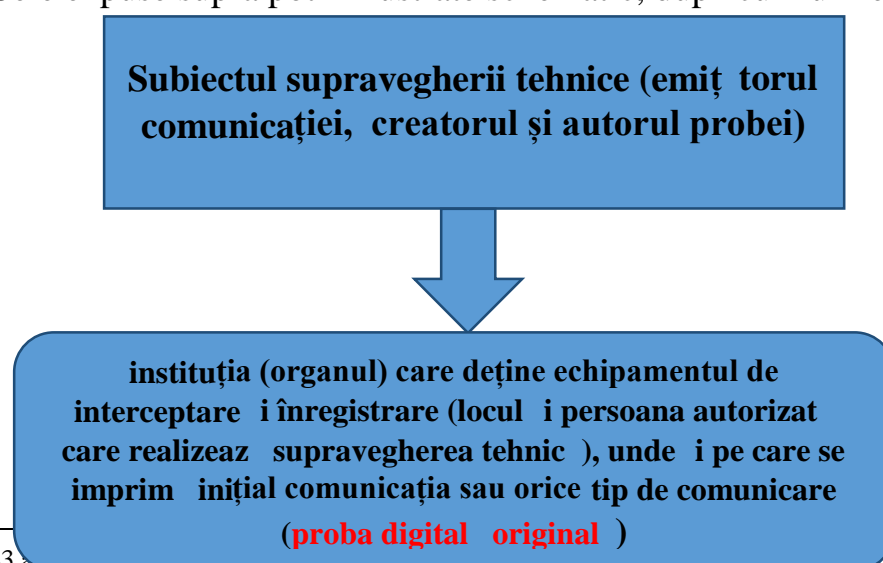 Subiectul supravegherii tehnice (emiț torul
comunicației, creatorul și autorul probei)
instituția (organul) care deține echipamentul de
interceptare i înregistrare (locul i persoana autorizat
care realizeaz supravegherea tehnic ), unde i pe care se
imprim inițial comunicația sau orice tip de comunicare
(proba digital original )
3